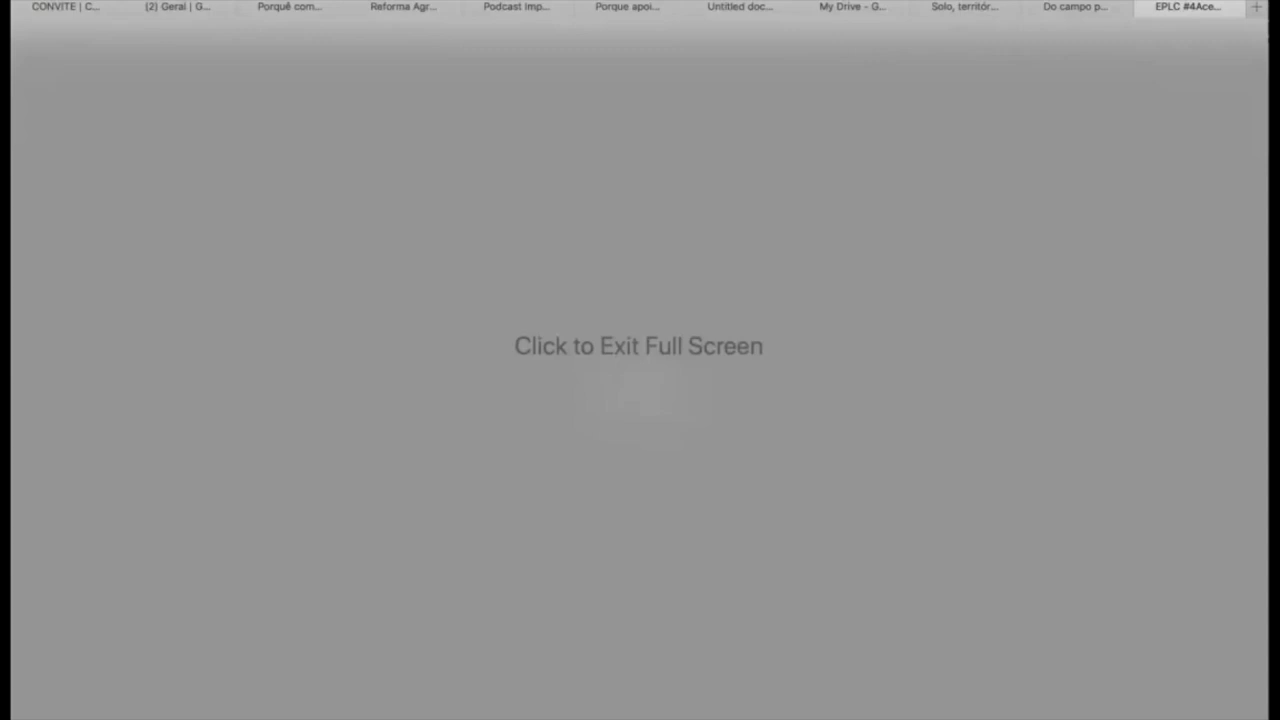 CONVITE | C... (2) Geral | G... Porquê com... Reforma Agr... Podcast Imp... Porque apoi... Untitled doc... My Drive - G... Solo, territór... Do campo p... EPLC #4Ace... +
Click to Exit Full Screen